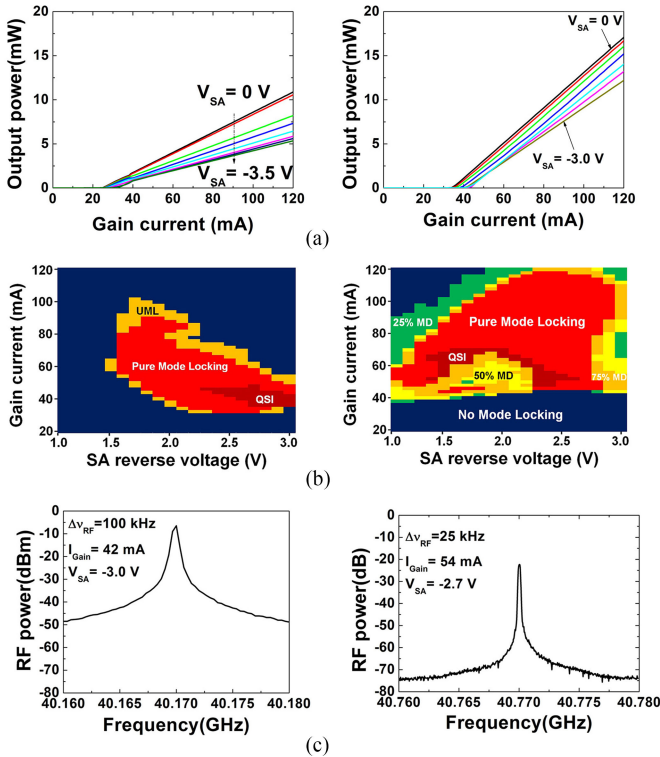 Output power(mW)
20
15
10
5
0
V_SA= 0 V
V_SA= -3.5 V
0 20 40 60 80 100 120
Gain current (mA)
Output power(mW)
20
15
10
5
0
V_SA= 0 V
V_SA= -3.0 V
0 20 40 60 80 100 120
Gain current (mA)
(a)
Gain current (mA)
120
100
80
60
40
20
UML
Pure Mode Locking
QSI
1.0 1.5 2.0 2.5 3.0
SA reverse voltage (V)
Gain current (mA)
120
100
80
60
40
20
25% MD
Pure Mode Locking
QSI
50% MD
75% MD
No Mode Locking
1.0 1.5 2.0 2.5 3.0
SA reverse voltage (V)
(b)
RF power(dBm)
0
-10
-20
-30
-40
-50
-60
-70
-80
Δν_RF=100 kHz
I_Gain = 42 mA
V_SA= -3.0 V
40.160 40.165 40.170 40.175 40.180
Frequency(GHz)
RF power(dB)
0
-10
-20
-30
-40
-50
-60
-70
-80
Δν_RF=25 kHz
I_Gain = 54 mA
V_SA= -2.7 V
40.760 40.765 40.770 40.775 40.780
Frequency(GHz)
(c)